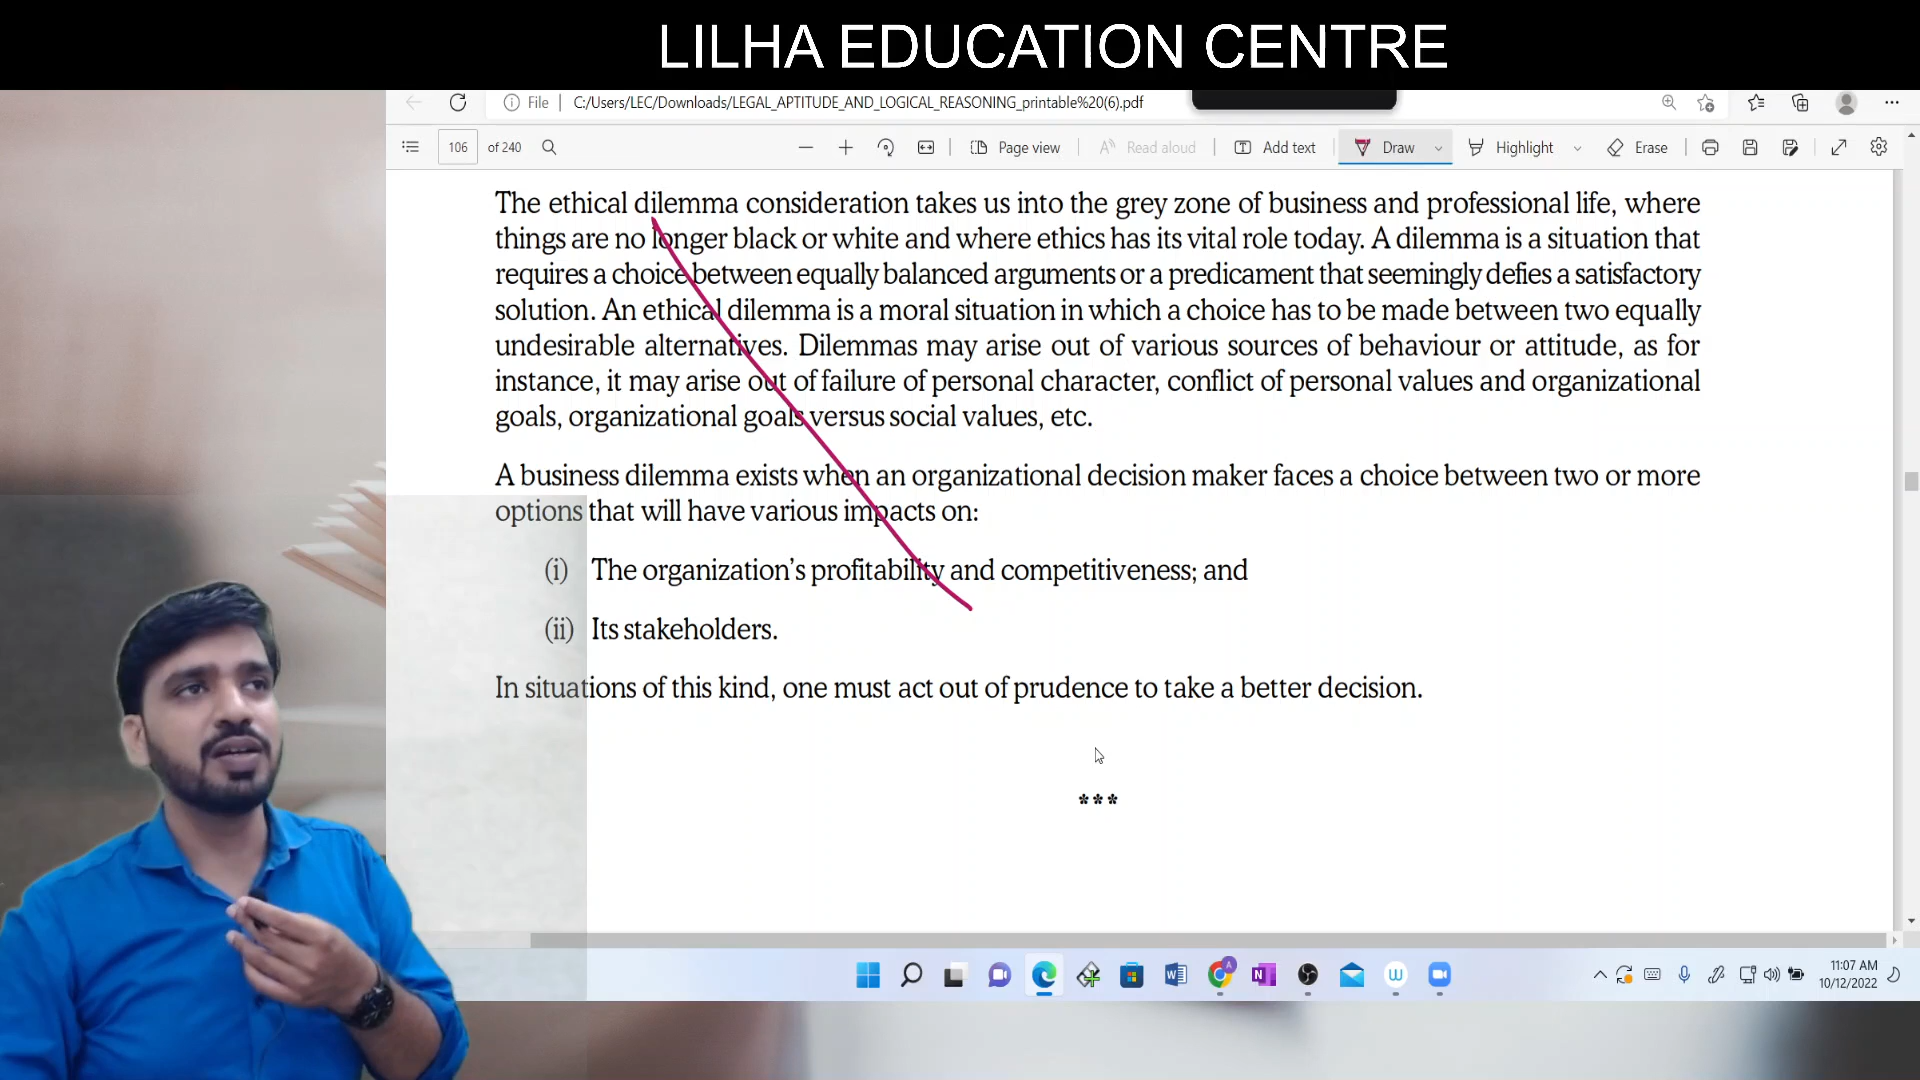 LILHA EDUCATION CENTRE
File | C:/Users/LEC/Downloads/LEGAL_APTITUDE_AND_LOGICAL_REASONING_printable%20(6).pdf
106 of 240 Page view Read aloud Add text Draw Highlight Erase
The ethical dilemma consideration takes us into the grey zone of business and professional life, where
things are no longer black or white and where ethics has its vital role today. A dilemma is a situation that
requires a choice between equally balanced arguments or a predicament that seemingly defies a satisfactory
solution. An ethical dilemma is a moral situation in which a choice has to be made between two equally
undesirable alternatives. Dilemmas may arise out of various sources of behaviour or attitude, as for
instance, it may arise out of failure of personal character, conflict of personal values and organizational
goals, organizational goals versus social values, etc.
A business dilemma exists when an organizational decision maker faces a choice between two or more
options that will have various impacts on:
(i) The organization's profitability and competitiveness; and
(ii) Its stakeholders.
In situations of this kind, one must act out of prudence to take a better decision.
***
11:07 AM
10/12/2022